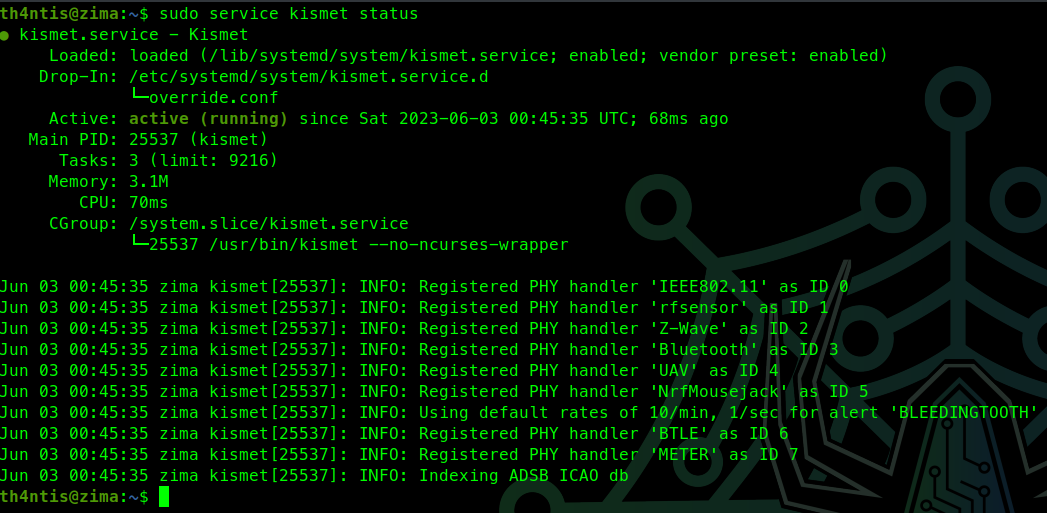 th4ntis@zima:~$ sudo service kismet status
● kismet.service - Kismet
     Loaded: loaded (/lib/systemd/system/kismet.service; enabled; vendor preset: enabled)
    Drop-In: /etc/systemd/system/kismet.service.d
             └─override.conf
     Active: active (running) since Sat 2023-06-03 00:45:35 UTC; 68ms ago
   Main PID: 25537 (kismet)
      Tasks: 3 (limit: 9216)
     Memory: 3.1M
        CPU: 70ms
     CGroup: /system.slice/kismet.service
             └─25537 /usr/bin/kismet --no-ncurses-wrapper

Jun 03 00:45:35 zima kismet[25537]: INFO: Registered PHY handler 'IEEE802.11' as ID 0
Jun 03 00:45:35 zima kismet[25537]: INFO: Registered PHY handler 'rfsensor' as ID 1
Jun 03 00:45:35 zima kismet[25537]: INFO: Registered PHY handler 'Z-Wave' as ID 2
Jun 03 00:45:35 zima kismet[25537]: INFO: Registered PHY handler 'Bluetooth' as ID 3
Jun 03 00:45:35 zima kismet[25537]: INFO: Registered PHY handler 'UAV' as ID 4
Jun 03 00:45:35 zima kismet[25537]: INFO: Registered PHY handler 'NrfMousejack' as ID 5
Jun 03 00:45:35 zima kismet[25537]: INFO: Using default rates of 10/min, 1/sec for alert 'BLEEDINGTOOTH'
Jun 03 00:45:35 zima kismet[25537]: INFO: Registered PHY handler 'BTLE' as ID 6
Jun 03 00:45:35 zima kismet[25537]: INFO: Registered PHY handler 'METER' as ID 7
Jun 03 00:45:35 zima kismet[25537]: INFO: Indexing ADSB ICAO db
th4ntis@zima:~$